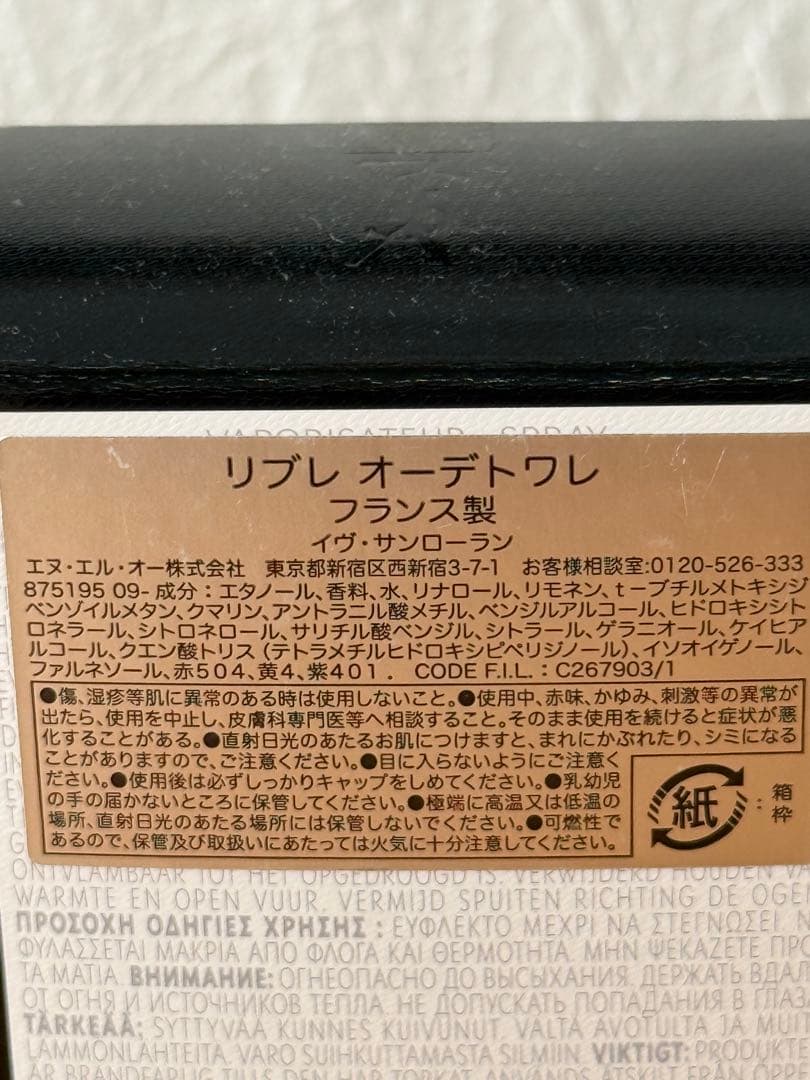 VAPORISATEUR - SPRAY
リブレ オーデトワレ
フランス製
イヴ・サンローラン
エヌ・エル・オー株式会社 東京都新宿区西新宿3-7-1 お客様相談室:0120-526-333
875195 09- 成分：エタノール、香料、水、リナロール、リモネン、t－ブチルメトキシジ
ベンゾイルメタン、クマリン、アントラニル酸メチル、ベンジルアルコール、ヒドロキシシト
ロネラール、シトロネロール、サリチル酸ベンジル、シトラール、ゲラニオール、ケイヒア
ルコール、クエン酸トリス（テトラメチルヒドロキシピペリジノール）、イソオイゲノール、
ファルネソール、赤504、黄4、紫401． CODE F.I.L.：C267903/1
●傷、湿疹等肌に異常のある時は使用しないこと。●使用中、赤味、かゆみ、刺激等の異常が
出たら、使用を中止し、皮膚科専門医等へ相談すること。そのまま使用を続けると症状が悪
化することがある。●直射日光のあたるお肌につけますと、まれにかぶれたり、シミになる
ことがありますので、ご注意ください。●目に入らないようにご注意く
ださい。●使用後は必ずしっかりキャップをしめてください。●乳幼児
の手の届かないところに保管してください。●極端に高温又は低温の
場所、直射日光のあたる場所には保管しないでください。●可燃性で
あるので、保管及び取扱いにあたっては火気に十分注意してください。
紙：箱
枠
ONTVLAMBAAR TOT HET OPGEDROOGD IS. VERWIJDERD HOUDEN VA
WARMTE EN OPEN VUUR. VERMIJD SPUITEN RICHTING DE OGE
ΠΡΟΣΟΧΗ ΟΔΗΓΙΕΣ ΧΡΗΣΗΣ : ΕΥΦΛΕΚΤΟ ΜΕΧΡΙ ΝΑ ΣΤΕΓΝΩΣΕΙ.
ΦΥΛΑΣΣΕΤΑΙ ΜΑΚΡΙΑ ΑΠΟ ΦΛΟΓΑ ΚΑΙ ΘΕΡΜΟΤΗΤΑ. ΜΗΝ ΨΕΚΑΖΕΤΕ ΠΡΟ
ΤΑ ΜΑΤΙΑ. ВНИМАНИЕ: ОГНЕОПАСНО ДО ВЫСЫХАНИЯ. ДЕРЖАТЬ ВДАЛ
ОТ ОГНЯ И ИСТОЧНИКОВ ТЕПЛА. НЕ ДОПУСКАТЬ ПОПАДАНИЯ В ГЛАЗ
TÄRKEÄÄ: SYTTYVÄÄ KUNNES KUIVUNUT. VALTA AVOTULTA JA MUI
LÄMMONLÄHTEITA. VARO SUIHKUTTAMASTA SILMIIN. VIKTIGT: PRODUKTE
ÄR BRANDFARLIG TILLS DEN HAR TORKAT. ANVÄNDS ÅTSKILT FRÅN ÖPPE